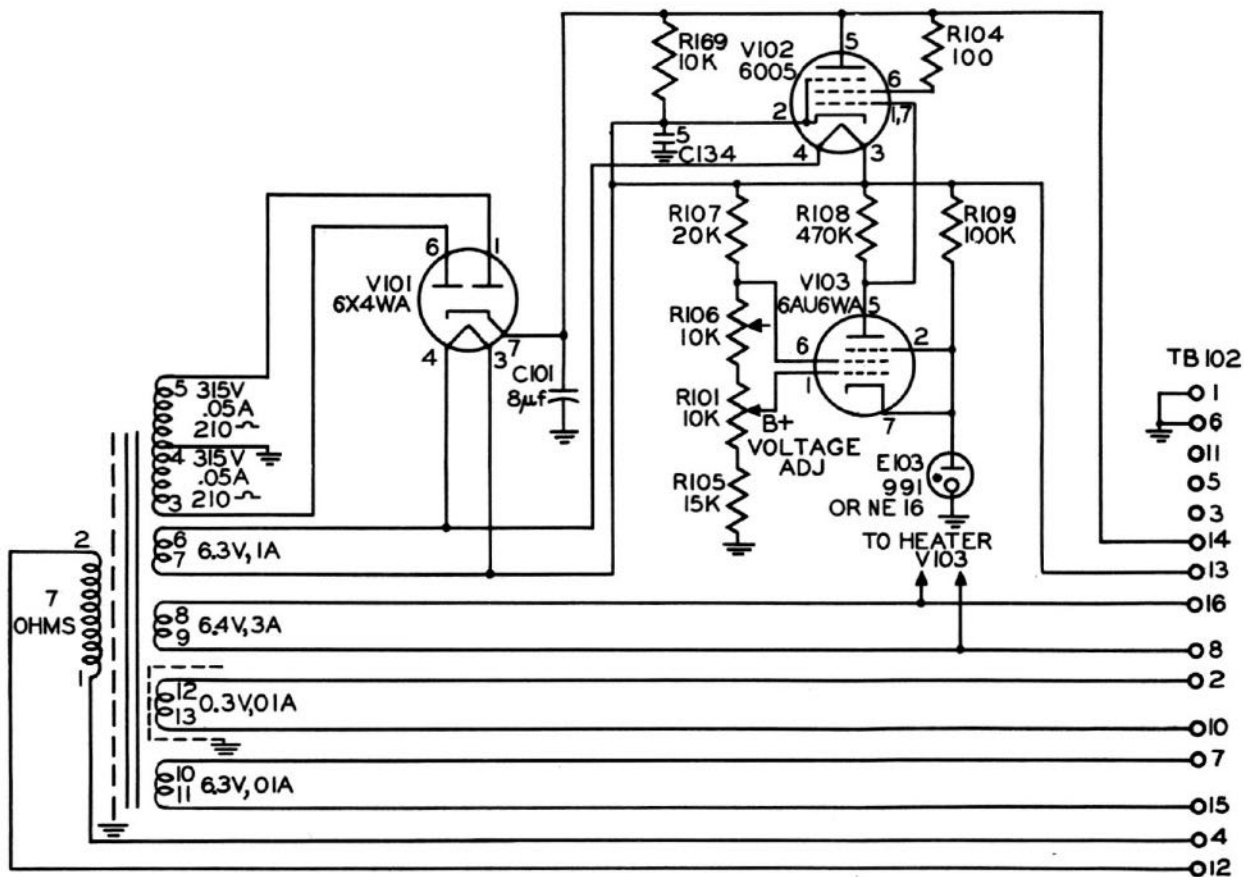 R169
10K
V102
6005
5
6
1,7
2
4
3
R104
100
5
C134
R107
20K
R108
470K
R109
100K
6
1
V101
6X4WA
4
3
7
C101
8µf
V103
6AU6WA
5
2
6
1
7
R106
10K
R101
10K
B+
VOLTAGE
ADJ
R105
15K
E103
991
OR NE 16
TO HEATER
V103
TB 102
1
6
11
5
3
14
13
16
8
2
10
7
15
4
12
5
315V
.05A
210
4
315V
.05A
210
3
6
7
6.3V, 1A
8
9
6.4V, 3A
12
13
0.3V, 01A
10
11
6.3V, 01A
2
7
OHMS
1